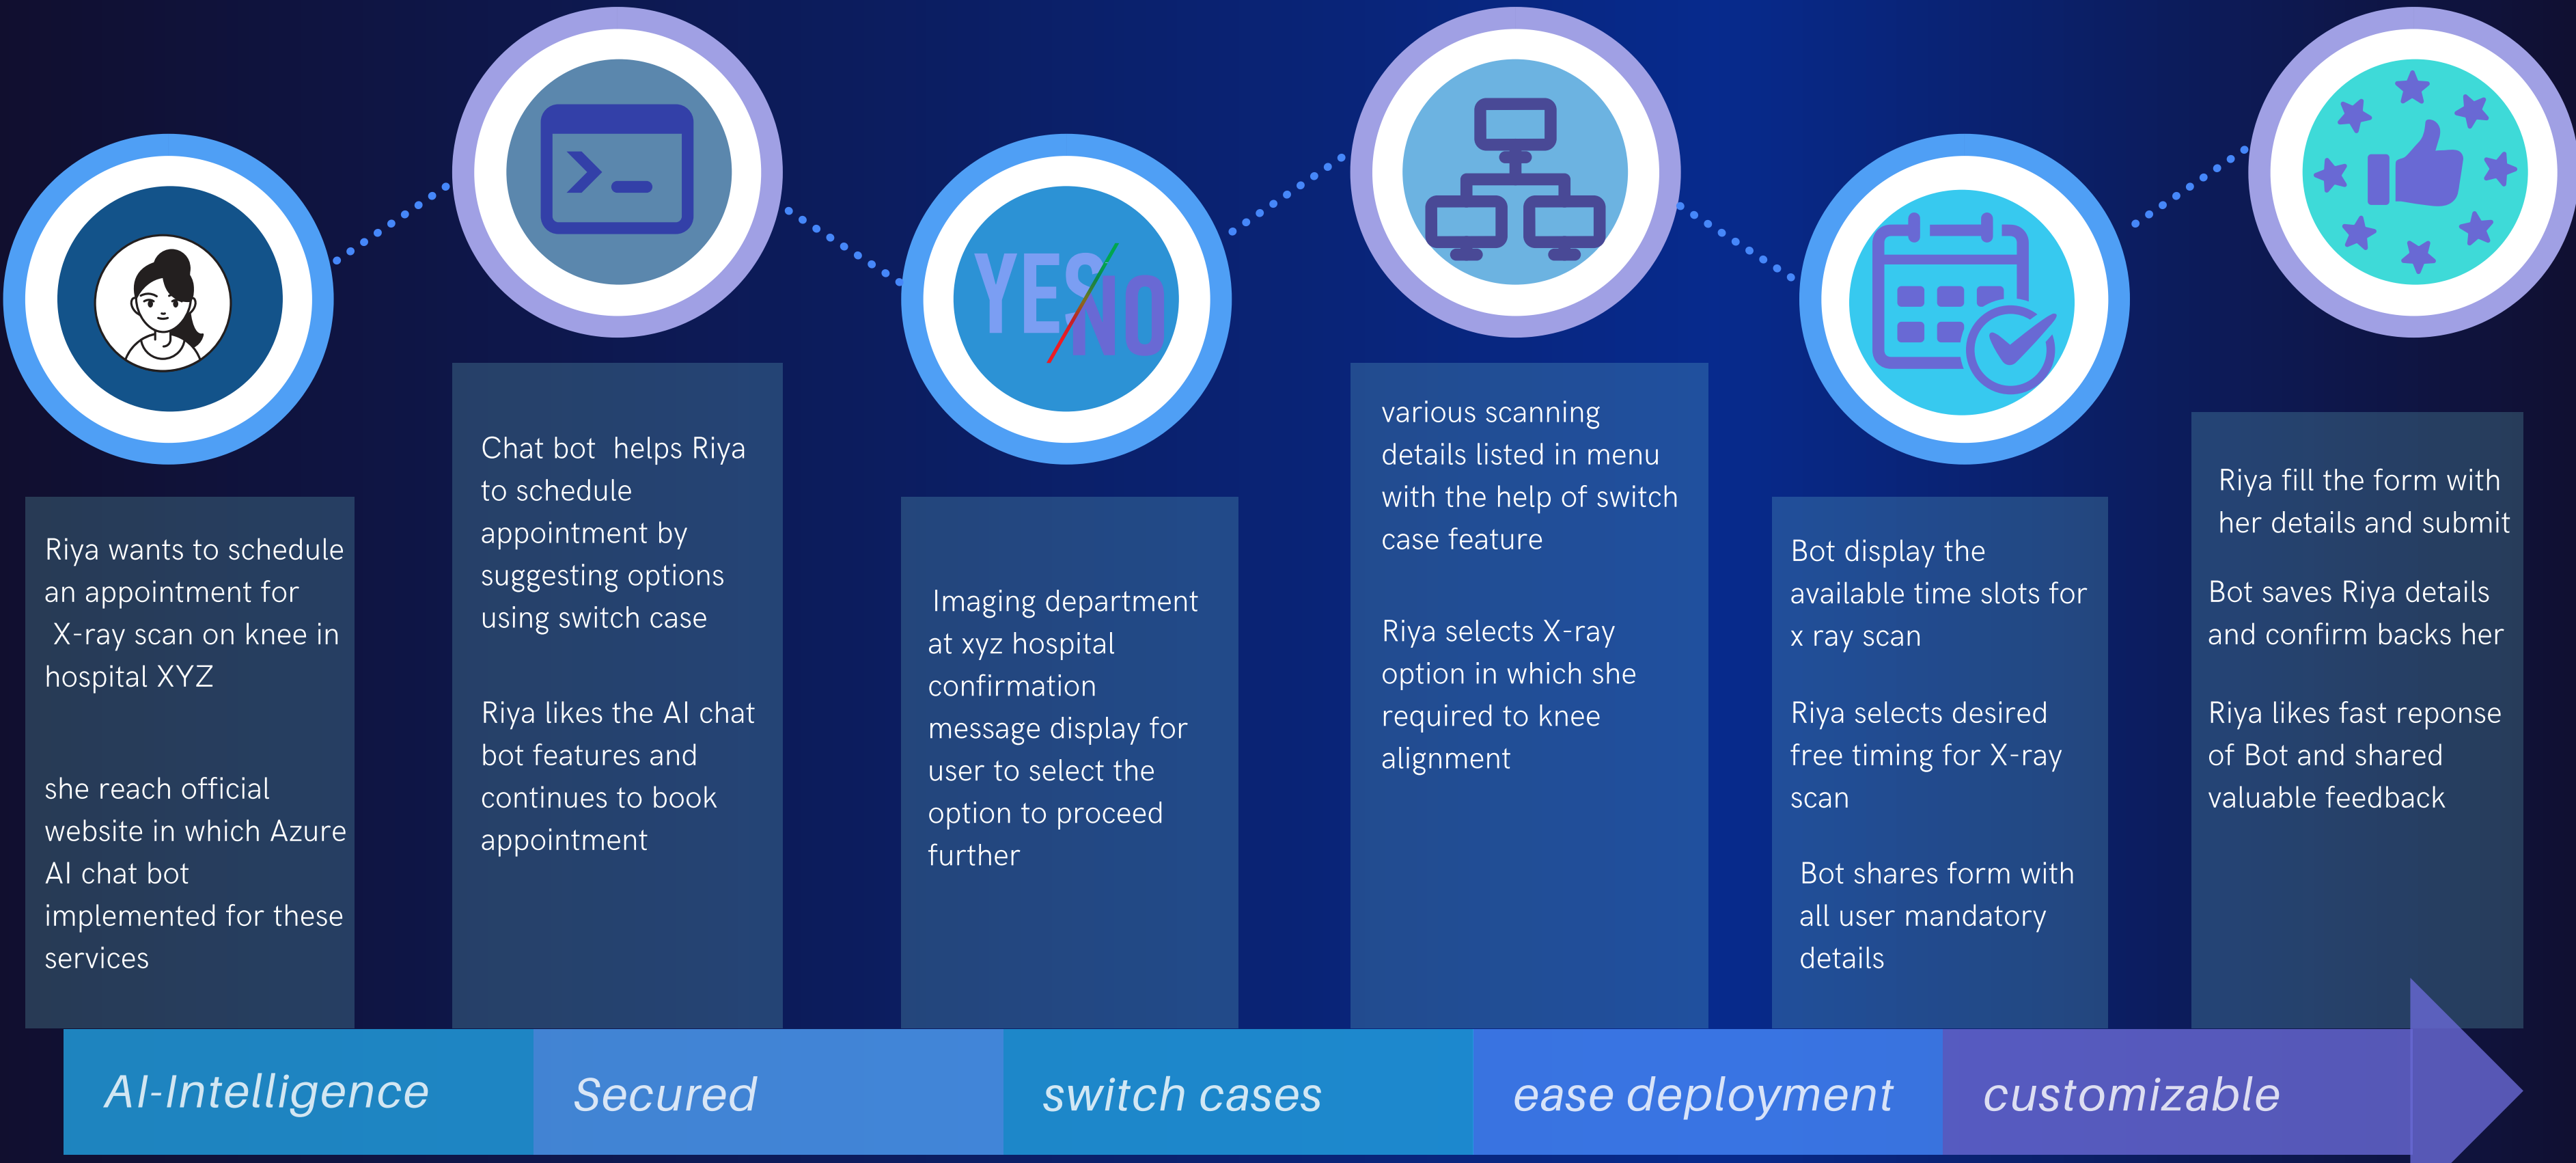 YES
NO
Riya wants to schedule
an appointment for
X-ray scan on knee in
hospital XYZ
she reach official
website in which Azure
AI chat bot
implemented for these
services
Chat bot  helps Riya
to schedule
appointment by
suggesting options
using switch case
Riya likes the AI chat
bot features and
continues to book
appointment
Imaging department
at xyz hospital
confirmation
message display for
user to select the
option to proceed
further
various scanning
details listed in menu
with the help of switch
case feature
Riya selects X-ray
option in which she
required to knee
alignment
Bot display the
available time slots for
x ray scan
Riya selects desired
free timing for X-ray
scan
Bot shares form with
all user mandatory
details
Riya fill the form with
her details and submit
Bot saves Riya details
and confirm backs her
Riya likes fast reponse
of Bot and shared
valuable feedback
AI-Intelligence
Secured
switch cases
ease deployment
customizable